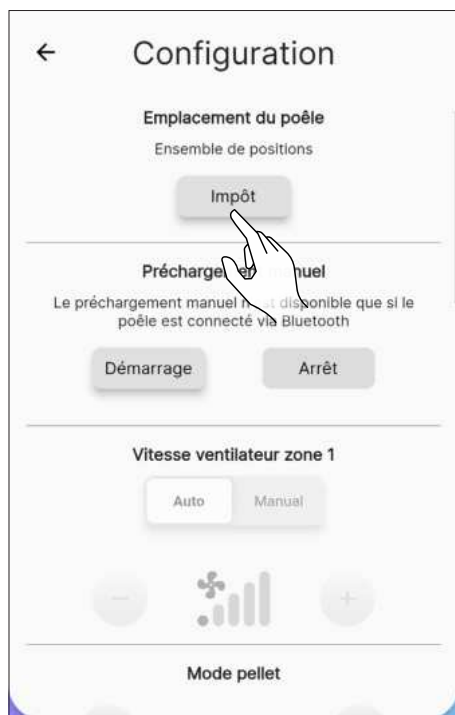 Configuration
Emplacement du poêle
Ensemble de positions
Impôt
Le préchargement manuel disponible que si le
poêle est connecté via Bluetooth
Démarrage Arrêt
Vitesse ventilateur zone 1
Auto Manual
Mode pellet